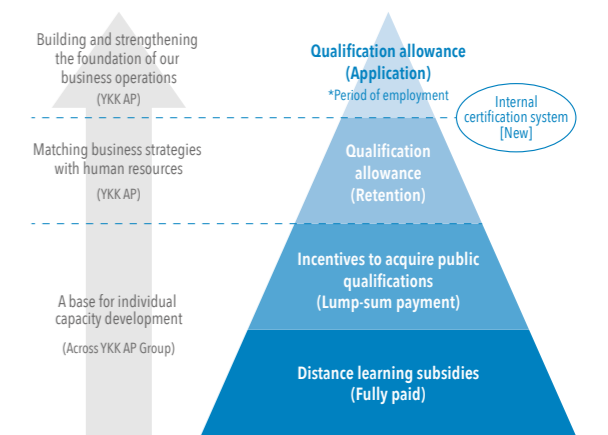 Building and strengthening
the foundation of our
business operations
(YKK AP)
Qualification allowance
(Application)
*Period of employment
Internal
certification system
[New]
Matching business strategies
with human resources
(YKK AP)
Qualification
allowance
(Retention)
Incentives to acquire public
qualifications
(Lump-sum payment)
A base for individual
capacity development
(Across YKK AP Group)
Distance learning subsidies
(Fully paid)